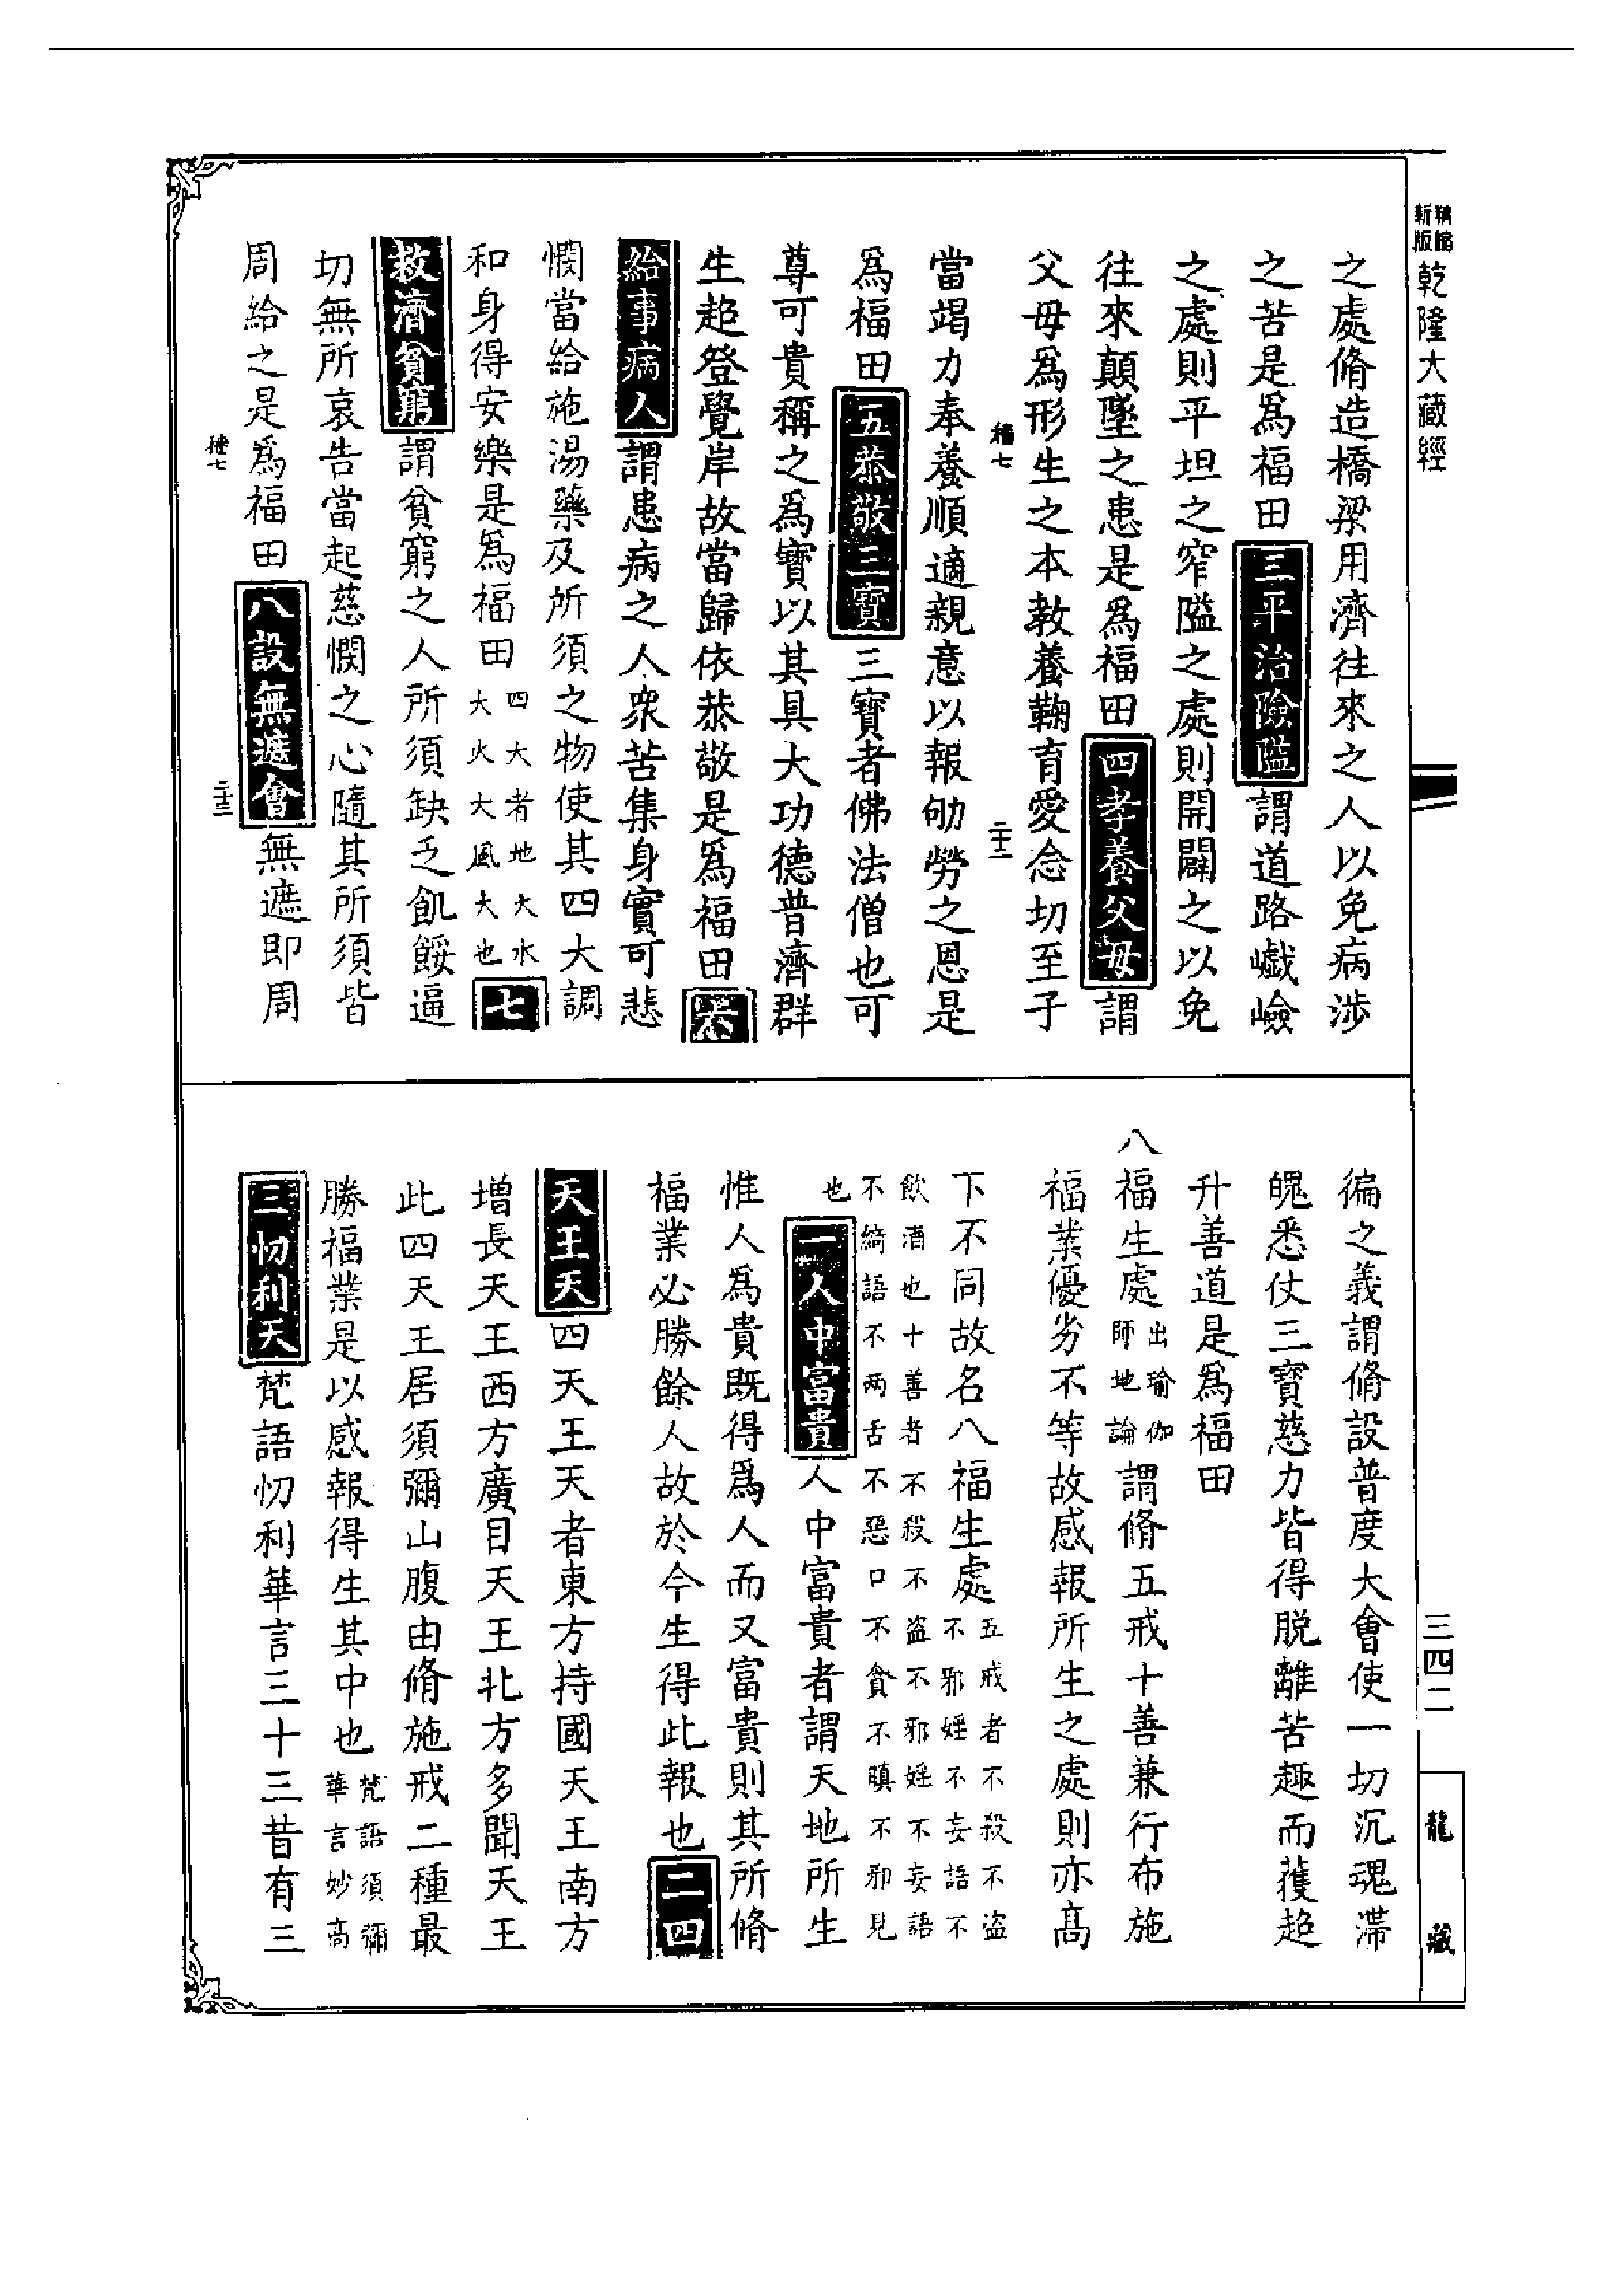 新版
精縮
乾隆大藏經
之處脩造橋梁用濟往來之人以免病涉
之苦是爲福田三平治險隘謂道路巇嶮
之處則平坦之窄隘之處則開闢之以免
往來顛墜之患是爲福田四孝養父母謂
父母爲形生之本教養鞠育愛念切至子
當竭力奉養順適親意以報劬勞之恩是
爲福田五恭敬三寶三寶者佛法僧也可
尊可貴稱之爲寶以其具大功德普濟群
生超登覺岸故當歸依恭敬是爲福田六
給事病人謂患病之人衆苦集身實可悲
憫當給施湯藥及所須之物使其四大調
和身得安樂是爲福田四大者地大水大火大風大也七
救濟貧窮謂貧窮之人所須缺乏飢餒逼
切無所哀告當起慈憫之心隨其所須皆
周給之是爲福田八設無遮會無遮即周
徧之義謂脩設普度大會使一切沉魂滯
魄悉仗三寶慈力皆得脫離苦趣而獲超
升善道是爲福田
八福生處出瑜伽師地論謂脩五戒十善兼行布施
福業優劣不等故感報所生之處則亦高
下不同故名八福生處五戒者不殺不盜不邪婬不妄語不
飲酒也十善者不殺不盜不邪婬不妄語
不綺語不兩舌不惡口不貪不瞋不邪見
也一人中富貴人中富貴者謂天地所生
惟人爲貴既得爲人而又富貴則其所脩
福業必勝餘人故於今生得此報也二四
天王天四天王天者東方持國天王南方
增長天王西方廣目天王北方多聞天王
此四天王居須彌山腹由脩施戒二種最
勝福業是以感報得生其中也梵語須彌華言妙高
三忉利天梵語忉利華言三十三昔有三
三四二
龍藏